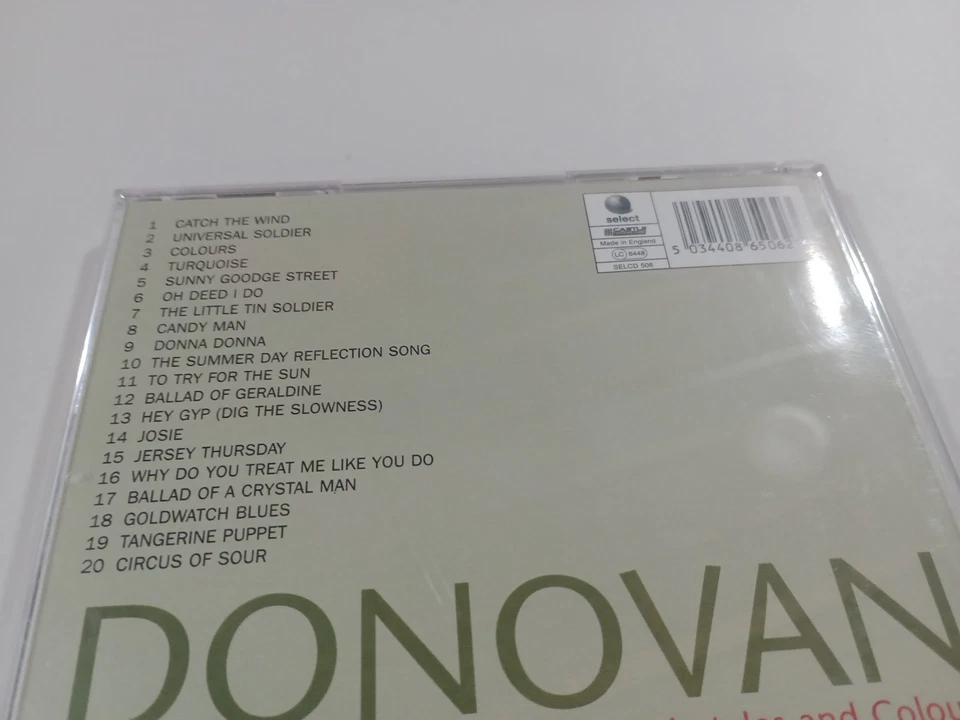 1 CATCH THE WIND
2 UNIVERSAL SOLDIER
3 COLOURS
4 TURQUOISE
5 SUNNY GOODGE STREET
6 OH DEED I DO
7 THE LITTLE TIN SOLDIER
8 CANDY MAN
9 DONNA DONNA
10 THE SUMMER DAY REFLECTION SONG
11 TO TRY FOR THE SUN
12 BALLAD OF GERALDINE
13 HEY GYP (DIG THE SLOWNESS)
14 JOSIE
15 JERSEY THURSDAY
16 WHY DO YOU TREAT ME LIKE YOU DO
17 BALLAD OF A CRYSTAL MAN
18 GOLDWATCH BLUES
19 TANGERINE PUPPET
20 CIRCUS OF SOUR
select
CASTLE
Made in England
LC 6448
SELCD 506
5 034408 65062
DONOVAN
and